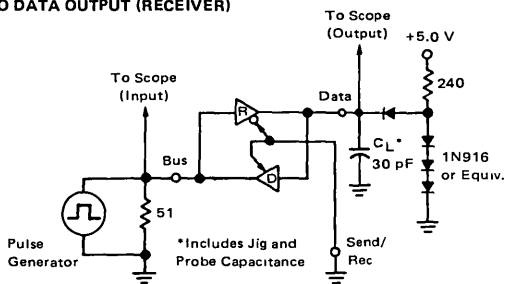 O DATA OUTPUT (RECEIVER)
To Scope
(Output)
+5.0 V
To Scope
(Input)
240
Data
R
CL*
30 pF
1N916
or Equiv.
Bus
D
51
Pulse
Generator
*Includes Jig and
Probe Capacitance
Send/
Rec